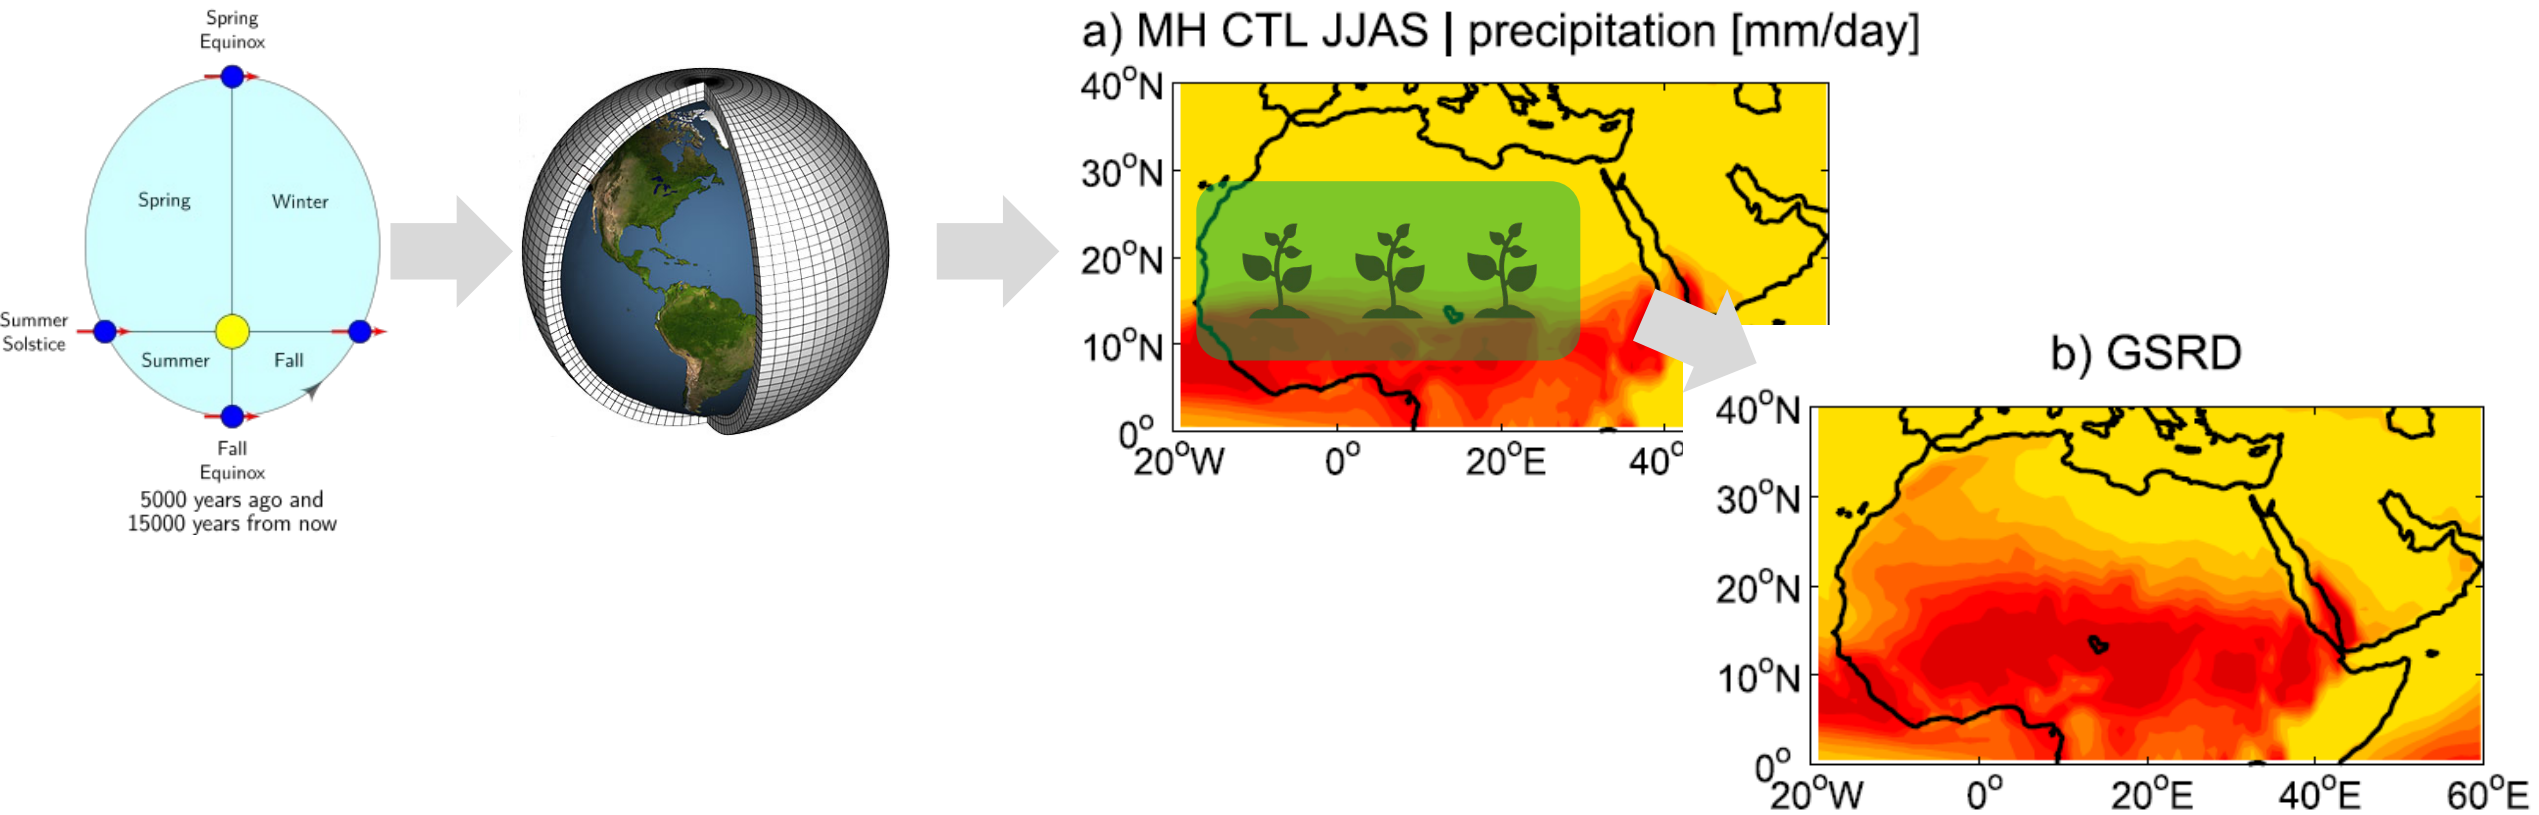 Spring
Equinox
Spring
Winter
Summer
Solstice
Summer
Fall
Fall
Equinox
5000 years ago and
15000 years from now
a) MH CTL JJAS | precipitation [mm/day]
40°N
30°N
20°N
10°N
0°
20°W 0° 20°E 40°
b) GSRD
40°N
30°N
20°N
10°N
0°
20°W 0° 20°E 40°E 60°E